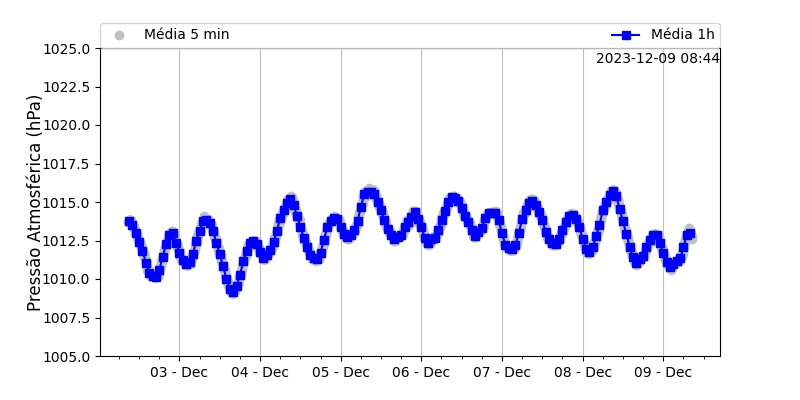 Média 5 min
Média 1h
2023-12-09 08:44
Pressão Atmosférica (hPa)
1025.0
1022.5
1020.0
1017.5
1015.0
1012.5
1010.0
1007.5
1005.0
03 - Dec
04 - Dec
05 - Dec
06 - Dec
07 - Dec
08 - Dec
09 - Dec